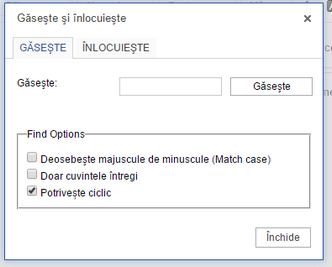 Găsește și înlocuiește
GĂSEȘTE ÎNLOCUIEȘTE
Găsește: Găsește
Find Options
Deosebește majuscule de minuscule (Match case)
Doar cuvintele întregi
Potrivește ciclic
Închide